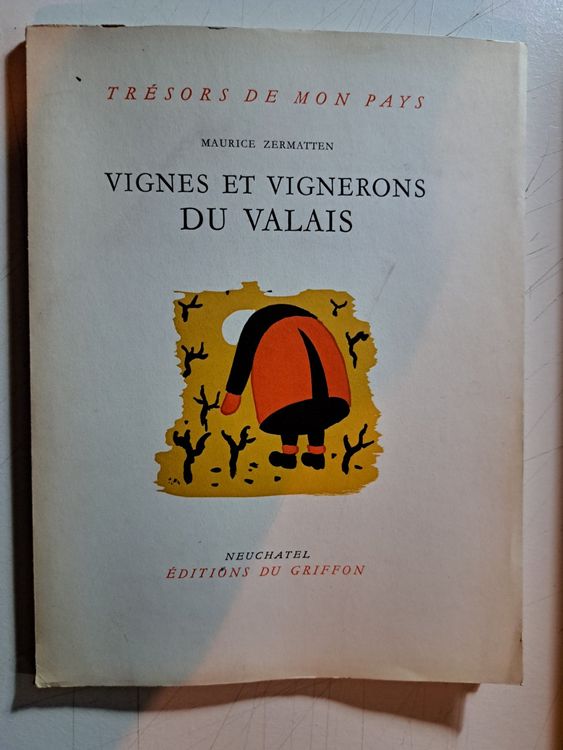 TRÉSORS DE MON PAYS
MAURICE ZERMATTEN
VIGNES ET VIGNERONS
DU VALAIS
NEUCHATEL
ÉDITIONS DU GRIFFON